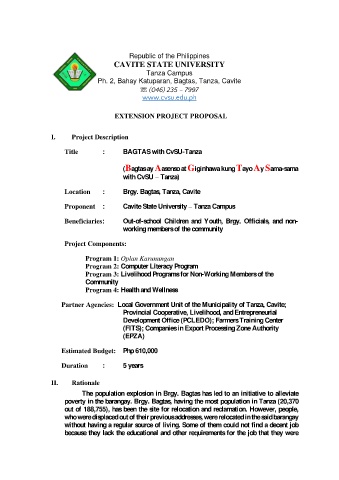 Republic of the Philippines
CAVITE STATE UNIVERSITY
Tanza Campus
Ph. 2, Bahay Katuparan, Bagtas, Tanza, Cavite
☏ (046) 235 – 7997
www.cvsu.edu.ph
EXTENSION PROJECT PROPOSAL
I. Project Description
Title : BAGTAS with CvSU-Tanza
(Bagtas ay Aasenso at Giginhawa kung Tayo Ay Sama-sama
with CvSU – Tanza)
Location : Brgy. Bagtas, Tanza, Cavite
Proponent : Cavite State University – Tanza Campus
Beneficiaries: Out-of-school Children and Youth, Brgy. Officials, and non-
working members of the community
Project Components:
Program 1: Oplan Karunungan
Program 2: Computer Literacy Program
Program 3: Livelihood Programs for Non-Working Members of the
Community
Program 4: Health and Wellness
Partner Agencies: Local Government Unit of the Municipality of Tanza, Cavite;
Provincial Cooperative, Livelihood, and Entrepreneurial
Development Office (PCLEDO); Farmers Training Center
(FITS); Companies in Export Processing Zone Authority
(EPZA)
Estimated Budget: Php 610,000
Duration : 5 years
II. Rationale
The population explosion in Brgy. Bagtas has led to an initiative to alleviate
poverty in the barangay. Brgy. Bagtas, having the most population in Tanza (20,370
out of 188,755), has been the site for relocation and reclamation. However, people,
who were displaced out of their previous addresses, were relocated in the said barangay
without having a regular source of living. Some of them could not find a decent job
because they lack the educational and other requirements for the job that they were